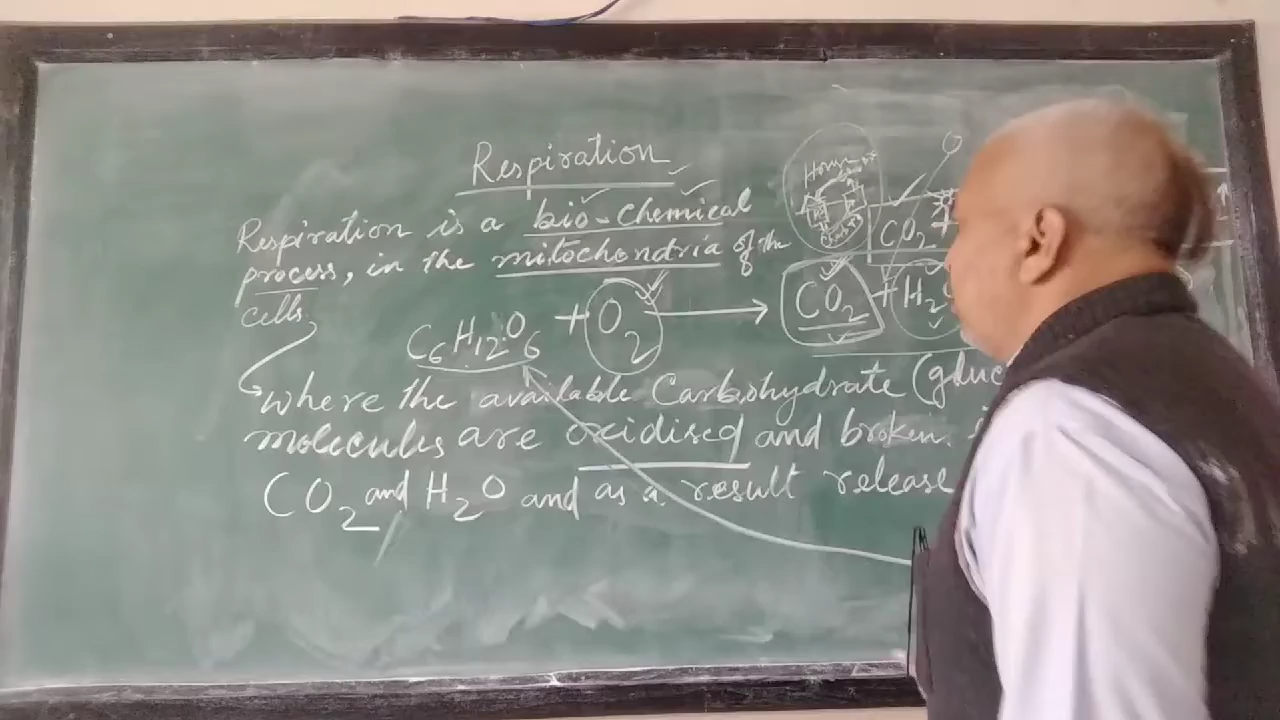 Respiration
Respiration is a bio-chemical
process, in the mitochondria of the
cells.
CO2 +
C6H12O6 + O2 → CO2 + H2O
where the available Carbohydrate (gluc
molecules are oxidised and broken
CO2 and H2O and as a result release